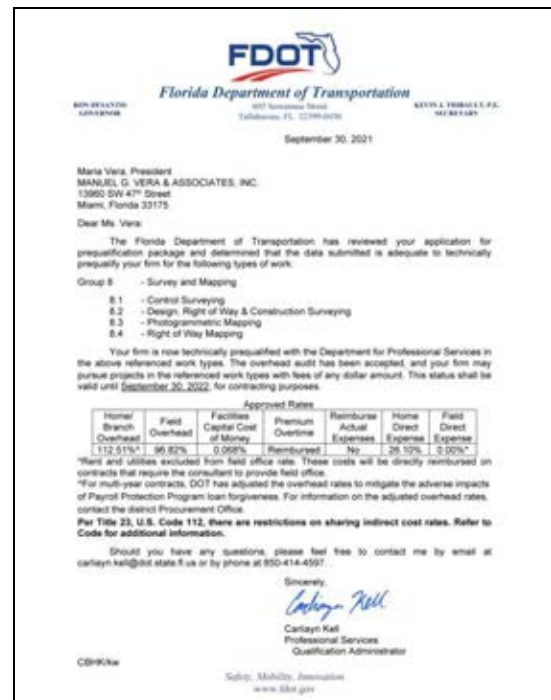 FDOT
Florida Department of Transportation
RON DESANTIS
GOVERNOR
605 Suwannee Street
Tallahassee, FL 32399-0450
KEVIN J. THIBAULT, P.E.
SECRETARY
September 30, 2021
Maria Vera, President
MANUEL G. VERA & ASSOCIATES, INC.
13960 SW 47th Street
Miami, Florida 33175
Dear Ms. Vera:
The Florida Department of Transportation has reviewed your application for
prequalification package and determined that the data submitted is adequate to technically
prequalify your firm for the following types of work:
Group 8 - Survey and Mapping
8.1 - Control Surveying
8.2 - Design, Right of Way & Construction Surveying
8.3 - Photogrammetric Mapping
8.4 - Right of Way Mapping
Your firm is now technically prequalified with the Department for Professional Services in
the above referenced work types. The overhead audit has been accepted, and your firm may
pursue projects in the referenced work types with fees of any dollar amount. This status shall be
valid until September 30, 2022, for contracting purposes.
Approved Rates
Home/ Branch Overhead Field Overhead Facilities Capital Cost of Money Premium Overtime Reimburse Actual Expenses Home Direct Expense Field Direct Expense
112.51%^ 96.82% 0.068% Reimbursed No 26.10% 0.00%*
*Rent and utilities excluded from field office rate. These costs will be directly reimbursed on
contracts that require the consultant to provide field office.
^For multi-year contracts, DOT has adjusted the overhead rates to mitigate the adverse impacts
of Payroll Protection Program loan forgiveness. For information on the adjusted overhead rates,
contact the district Procurement Office.
Per Title 23, U.S. Code 112, there are restrictions on sharing indirect cost rates. Refer to
Code for additional information.
Should you have any questions, please feel free to contact me by email at
carliayn.kell@dot.state.fl.us or by phone at 850-414-4597.
Sincerely,
Carliayn Kell
Carliayn Kell
Professional Services
Qualification Administrator
CBHK/kw
Safety, Mobility, Innovation
www.fdot.gov